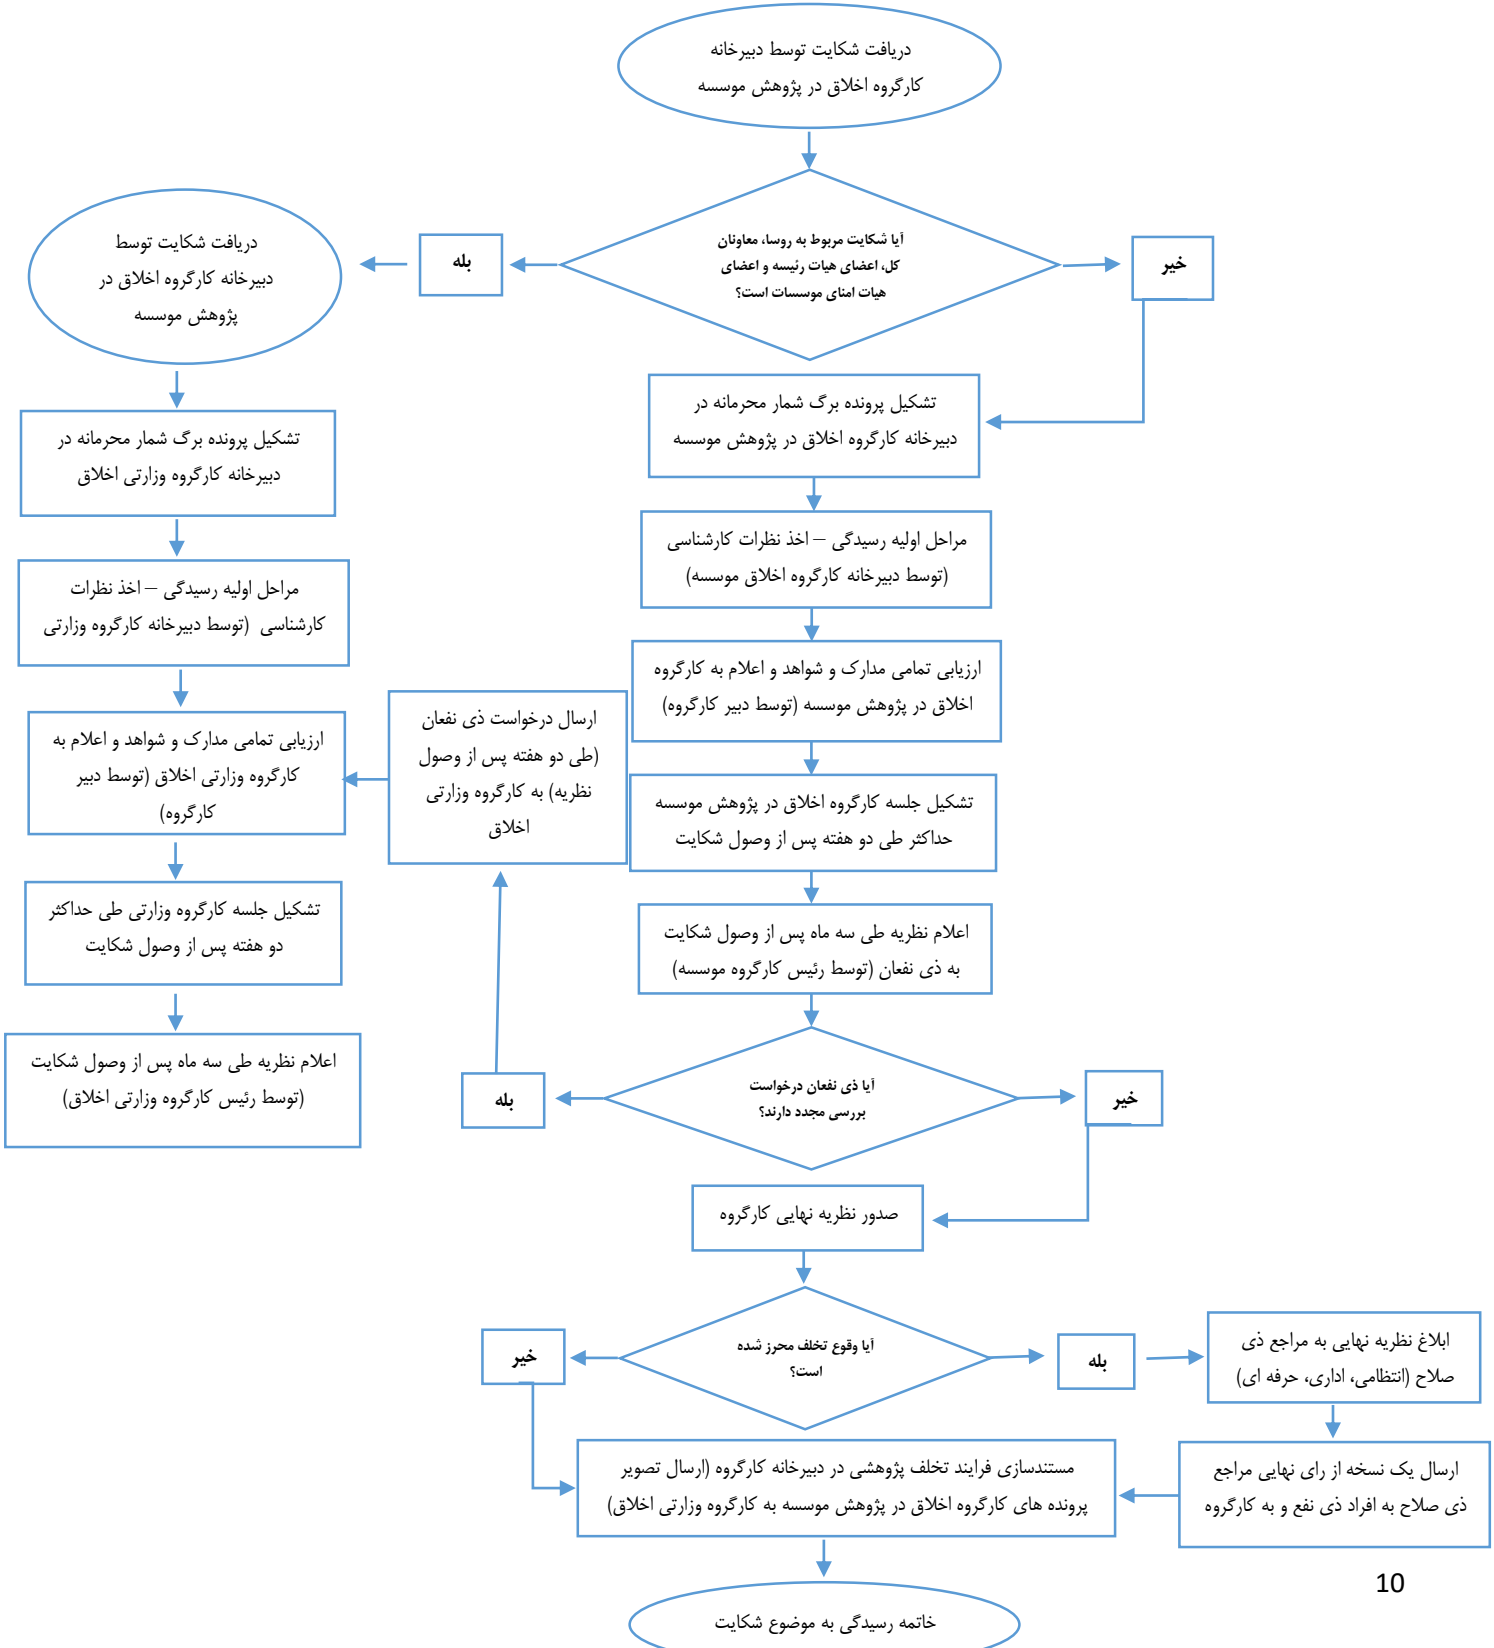 دریافت شکایت توسط دبیرخانه
کارگروه اخلاق در پژوهش موسسه
آیا شکایت مربوط به روسا، معاونان
کل، اعضای هیات رئیسه و اعضای
هیات امنای موسسات است؟
خیر
بله
دریافت شکایت توسط
دبیرخانه کارگروه اخلاق در
پژوهش موسسه
تشکیل پرونده برگ شمار محرمانه در
دبیرخانه کارگروه اخلاق در پژوهش موسسه
مراحل اولیه رسیدگی – اخذ نظرات کارشناسی
(توسط دبیرخانه کارگروه اخلاق موسسه)
ارزیابی تمامی مدارک و شواهد و اعلام به کارگروه
اخلاق در پژوهش موسسه (توسط دبیر کارگروه)
تشکیل جلسه کارگروه اخلاق در پژوهش موسسه
حداکثر طی دو هفته پس از وصول شکایت
اعلام نظریه طی سه ماه پس از وصول شکایت
به ذی نفعان (توسط رئیس کارگروه موسسه)
تشکیل پرونده برگ شمار محرمانه در
دبیرخانه کارگروه وزارتی اخلاق
مراحل اولیه رسیدگی – اخذ نظرات
کارشناسی (توسط دبیرخانه کارگروه وزارتی
ارزیابی تمامی مدارک و شواهد و اعلام به
کارگروه وزارتی اخلاق (توسط دبیر
کارگروه)
تشکیل جلسه کارگروه وزارتی طی حداکثر
دو هفته پس از وصول شکایت
اعلام نظریه طی سه ماه پس از وصول شکایت
(توسط رئیس کارگروه وزارتی اخلاق)
ارسال درخواست ذی نفعان
(طی دو هفته پس از وصول
نظریه) به کارگروه وزارتی
اخلاق
آیا ذی نفعان درخواست
بررسی مجدد دارند؟
خیر
بله
صدور نظریه نهایی کارگروه
آیا وقوع تخلف محرز شده
است؟
بله
خیر
ابلاغ نظریه نهایی به مراجع ذی
صلاح (انتظامی، اداری، حرفه ای)
ارسال یک نسخه از رای نهایی مراجع
ذی صلاح به افراد ذی نفع و به کارگروه
مستندسازی فرایند تخلف پژوهشی در دبیرخانه کارگروه (ارسال تصویر
پرونده های کارگروه اخلاق در پژوهش موسسه به کارگروه وزارتی اخلاق)
خاتمه رسیدگی به موضوع شکایت
10